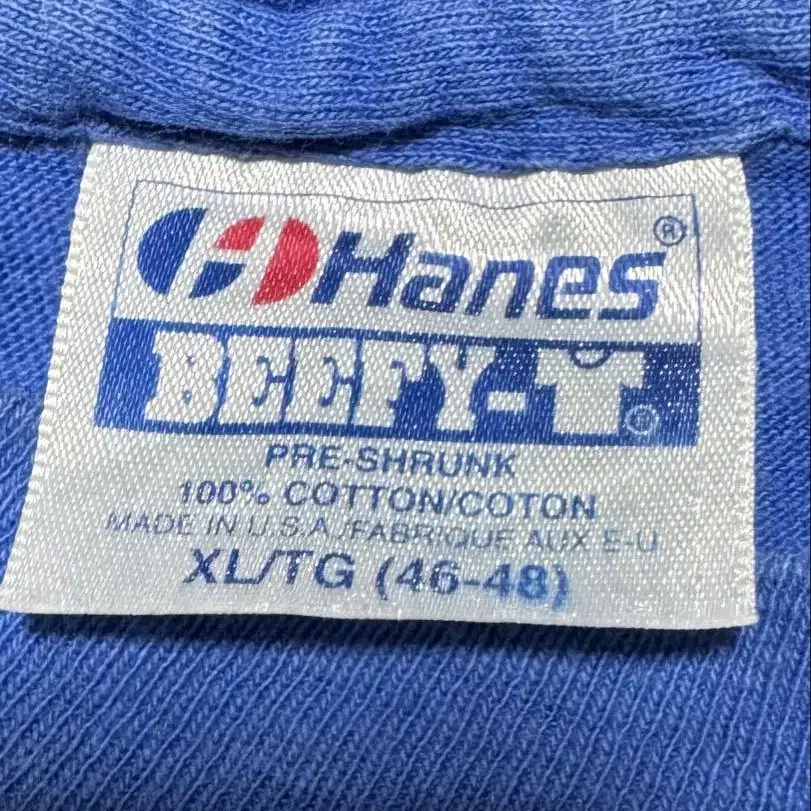 Hanes®
BEEFY-T®
PRE-SHRUNK
100% COTTON/COTON
MADE IN U.S.A./FABRIQUE AUX E-U
XL/TG (46-48)